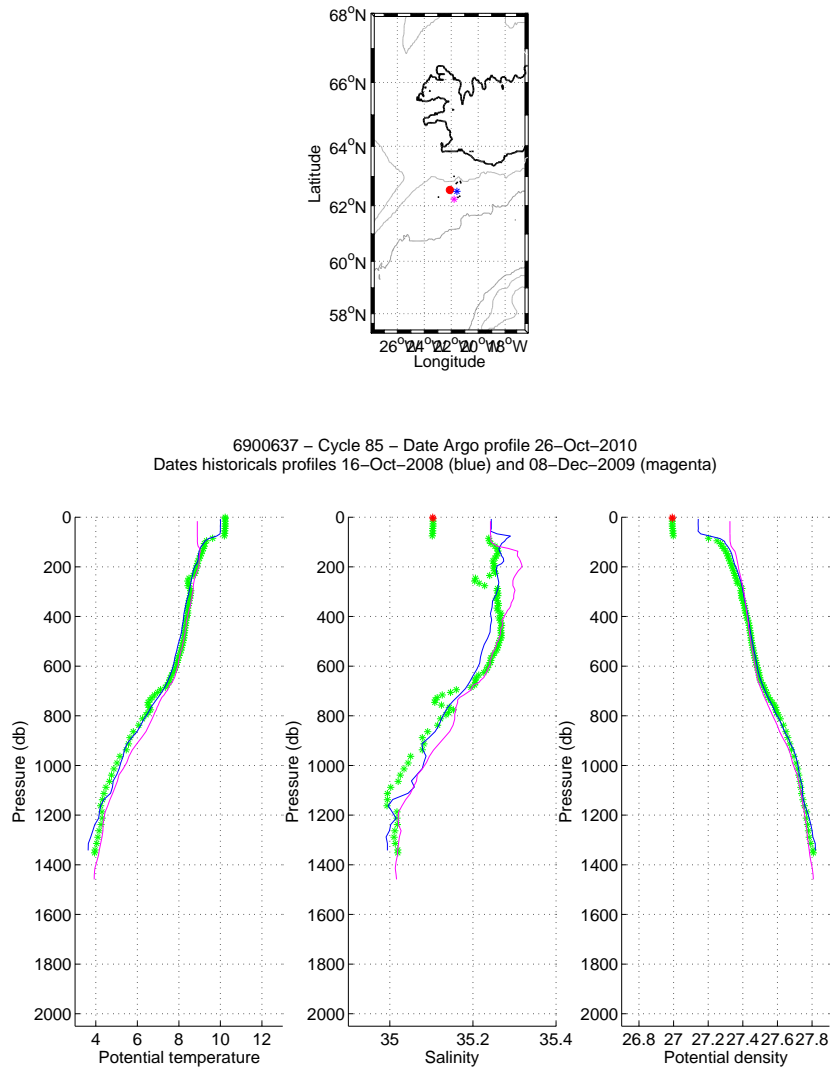 68°N
66°N
64°N
62°N
60°N
58°N
Latitude
26°W 24°W 22°W 20°W 18°W
Longitude
6900637 − Cycle 85 − Date Argo profile 26−Oct−2010
Dates historicals profiles 16−Oct−2008 (blue) and 08−Dec−2009 (magenta)
0
200
400
600
800
1000
1200
1400
1600
1800
2000
Pressure (db)
4 6 8 10 12
Potential temperature
0
200
400
600
800
1000
1200
1400
1600
1800
2000
Pressure (db)
35 35.2 35.4
Salinity
0
200
400
600
800
1000
1200
1400
1600
1800
2000
Pressure (db)
26.8 27 27.2 27.4 27.6 27.8
Potential density